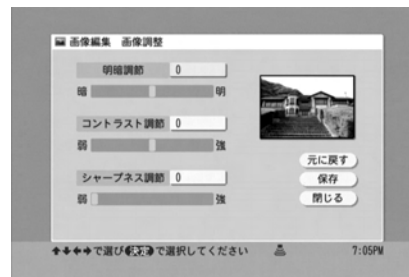 画像編集 画像調整
明暗調節 0
暗 明
コントラスト調節 0
弱 強
シャープネス調節 0
弱 強
元に戻す
保存
閉じる
↑↓←→で選び決定で選択してください 7:05PM